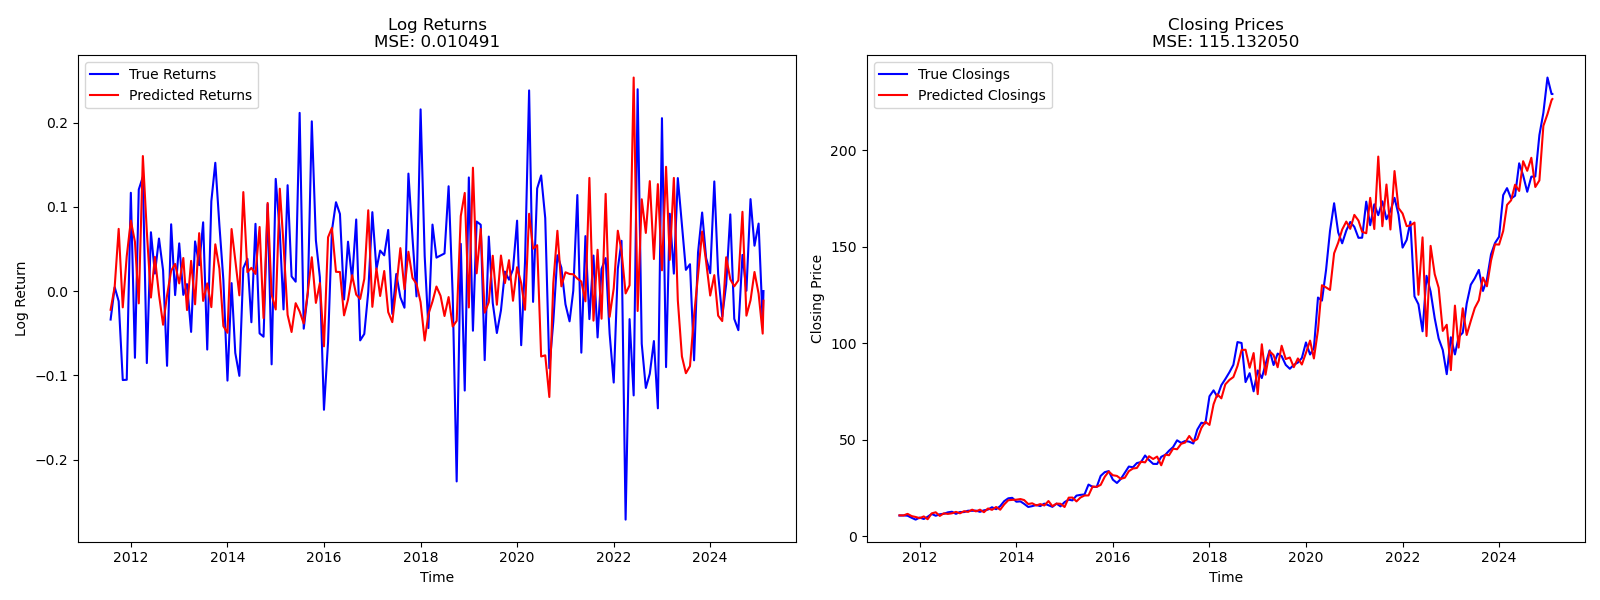 Log Returns
MSE: 0.010491
True Returns
Predicted Returns
0.2
0.1
0.0
−0.1
−0.2
Log Return
2012 2014 2016 2018 2020 2022 2024
Time
Closing Prices
MSE: 115.132050
True Closings
Predicted Closings
200
150
100
50
0
Closing Price
2012 2014 2016 2018 2020 2022 2024
Time